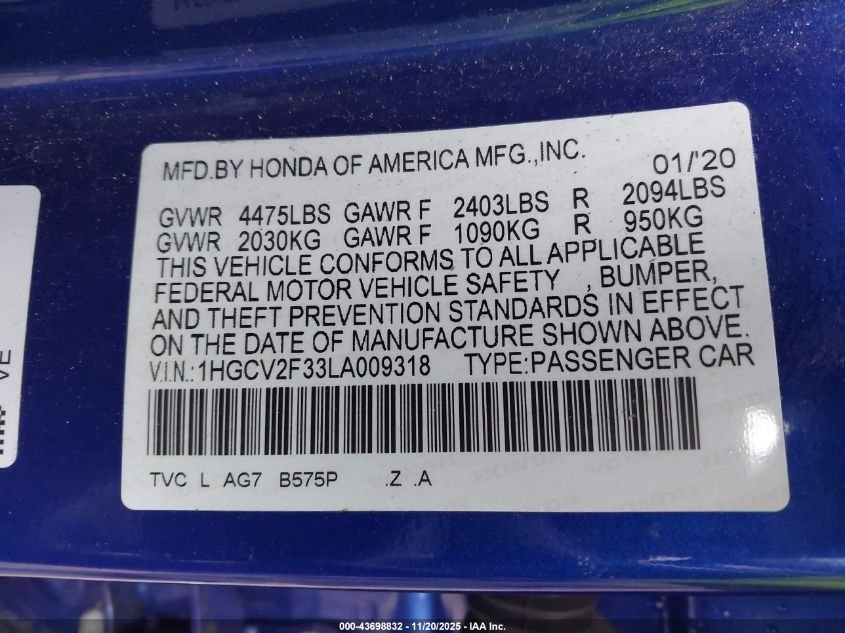 MFD.BY HONDA OF AMERICA MFG.,INC. 01/'20
GVWR 4475LBS GAWR F 2403LBS R 2094LBS
GVWR 2030KG GAWR F 1090KG R 950KG
THIS VEHICLE CONFORMS TO ALL APPLICABLE
FEDERAL MOTOR VEHICLE SAFETY , BUMPER,
AND THEFT PREVENTION STANDARDS IN EFFECT
ON THE DATE OF MANUFACTURE SHOWN ABOVE.
V.I.N.: 1HGCV2F33LA009318 TYPE:PASSENGER CAR
TVC L AG7 B575P .Z .A
VE
000-43698832 - 11/20/2025 - IAA Inc.